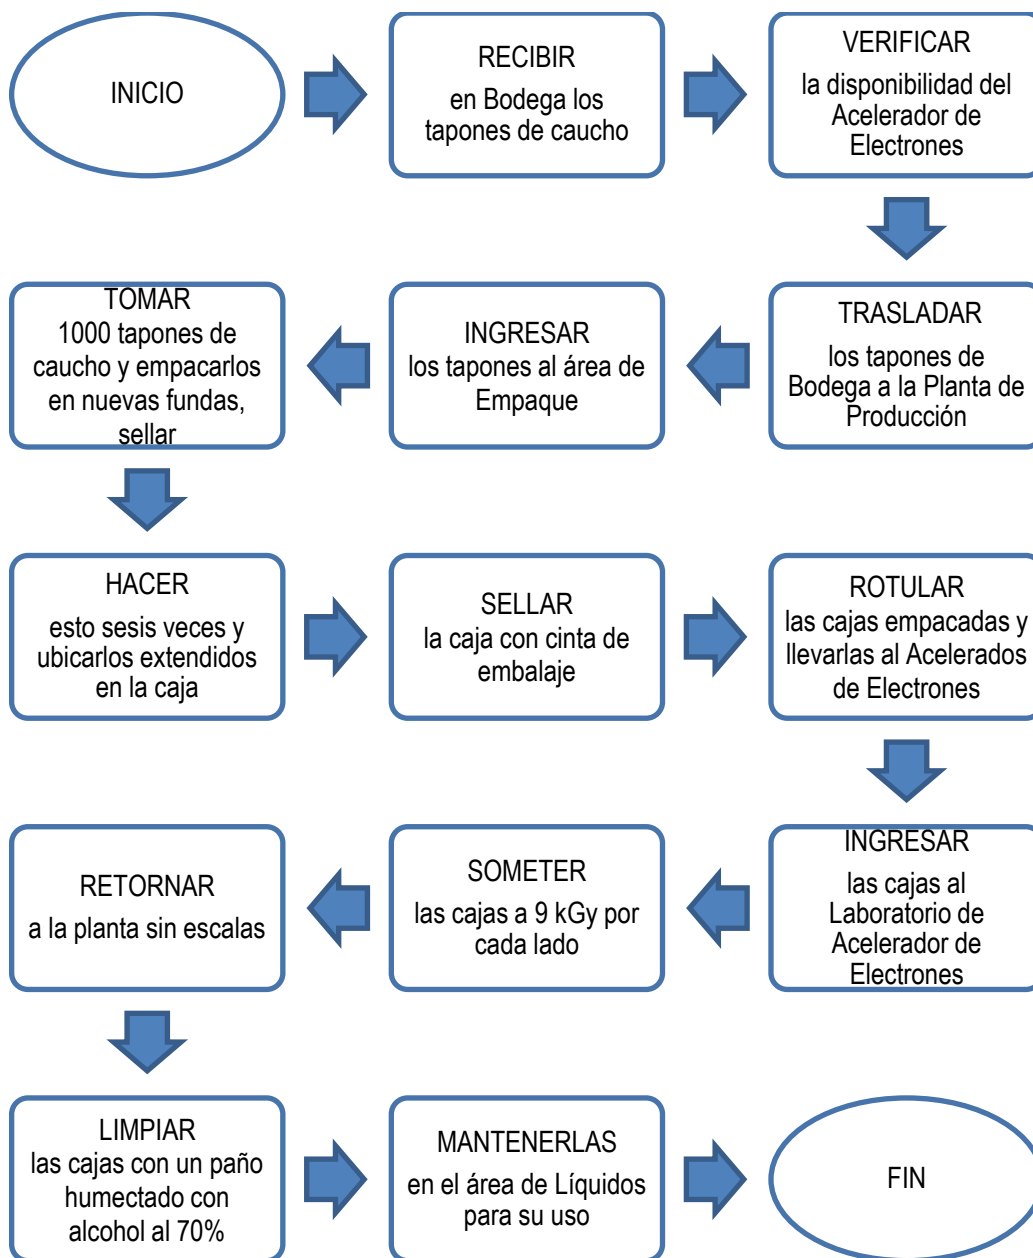 INICIO
RECIBIR
en Bodega los
tapones de caucho
VERIFICAR
la disponibilidad del
Acelerador de
Electrones
TRASLADAR
los tapones de
Bodega a la Planta de
Producción
INGRESAR
los tapones al área de
Empaque
TOMAR
1000 tapones de
caucho y empacarlos
en nuevas fundas,
sellar
HACER
esto sesis veces y
ubicarlos extendidos
en la caja
SELLAR
la caja con cinta de
embalaje
ROTULAR
las cajas empacadas y
llevarlas al Acelerados
de Electrones
INGRESAR
las cajas al
Laboratorio de
Acelerador de
Electrones
SOMETER
las cajas a 9 kGy por
cada lado
RETORNAR
a la planta sin escalas
LIMPIAR
las cajas con un paño
humectado con
alcohol al 70%
MANTENERLAS
en el área de Líquidos
para su uso
FIN